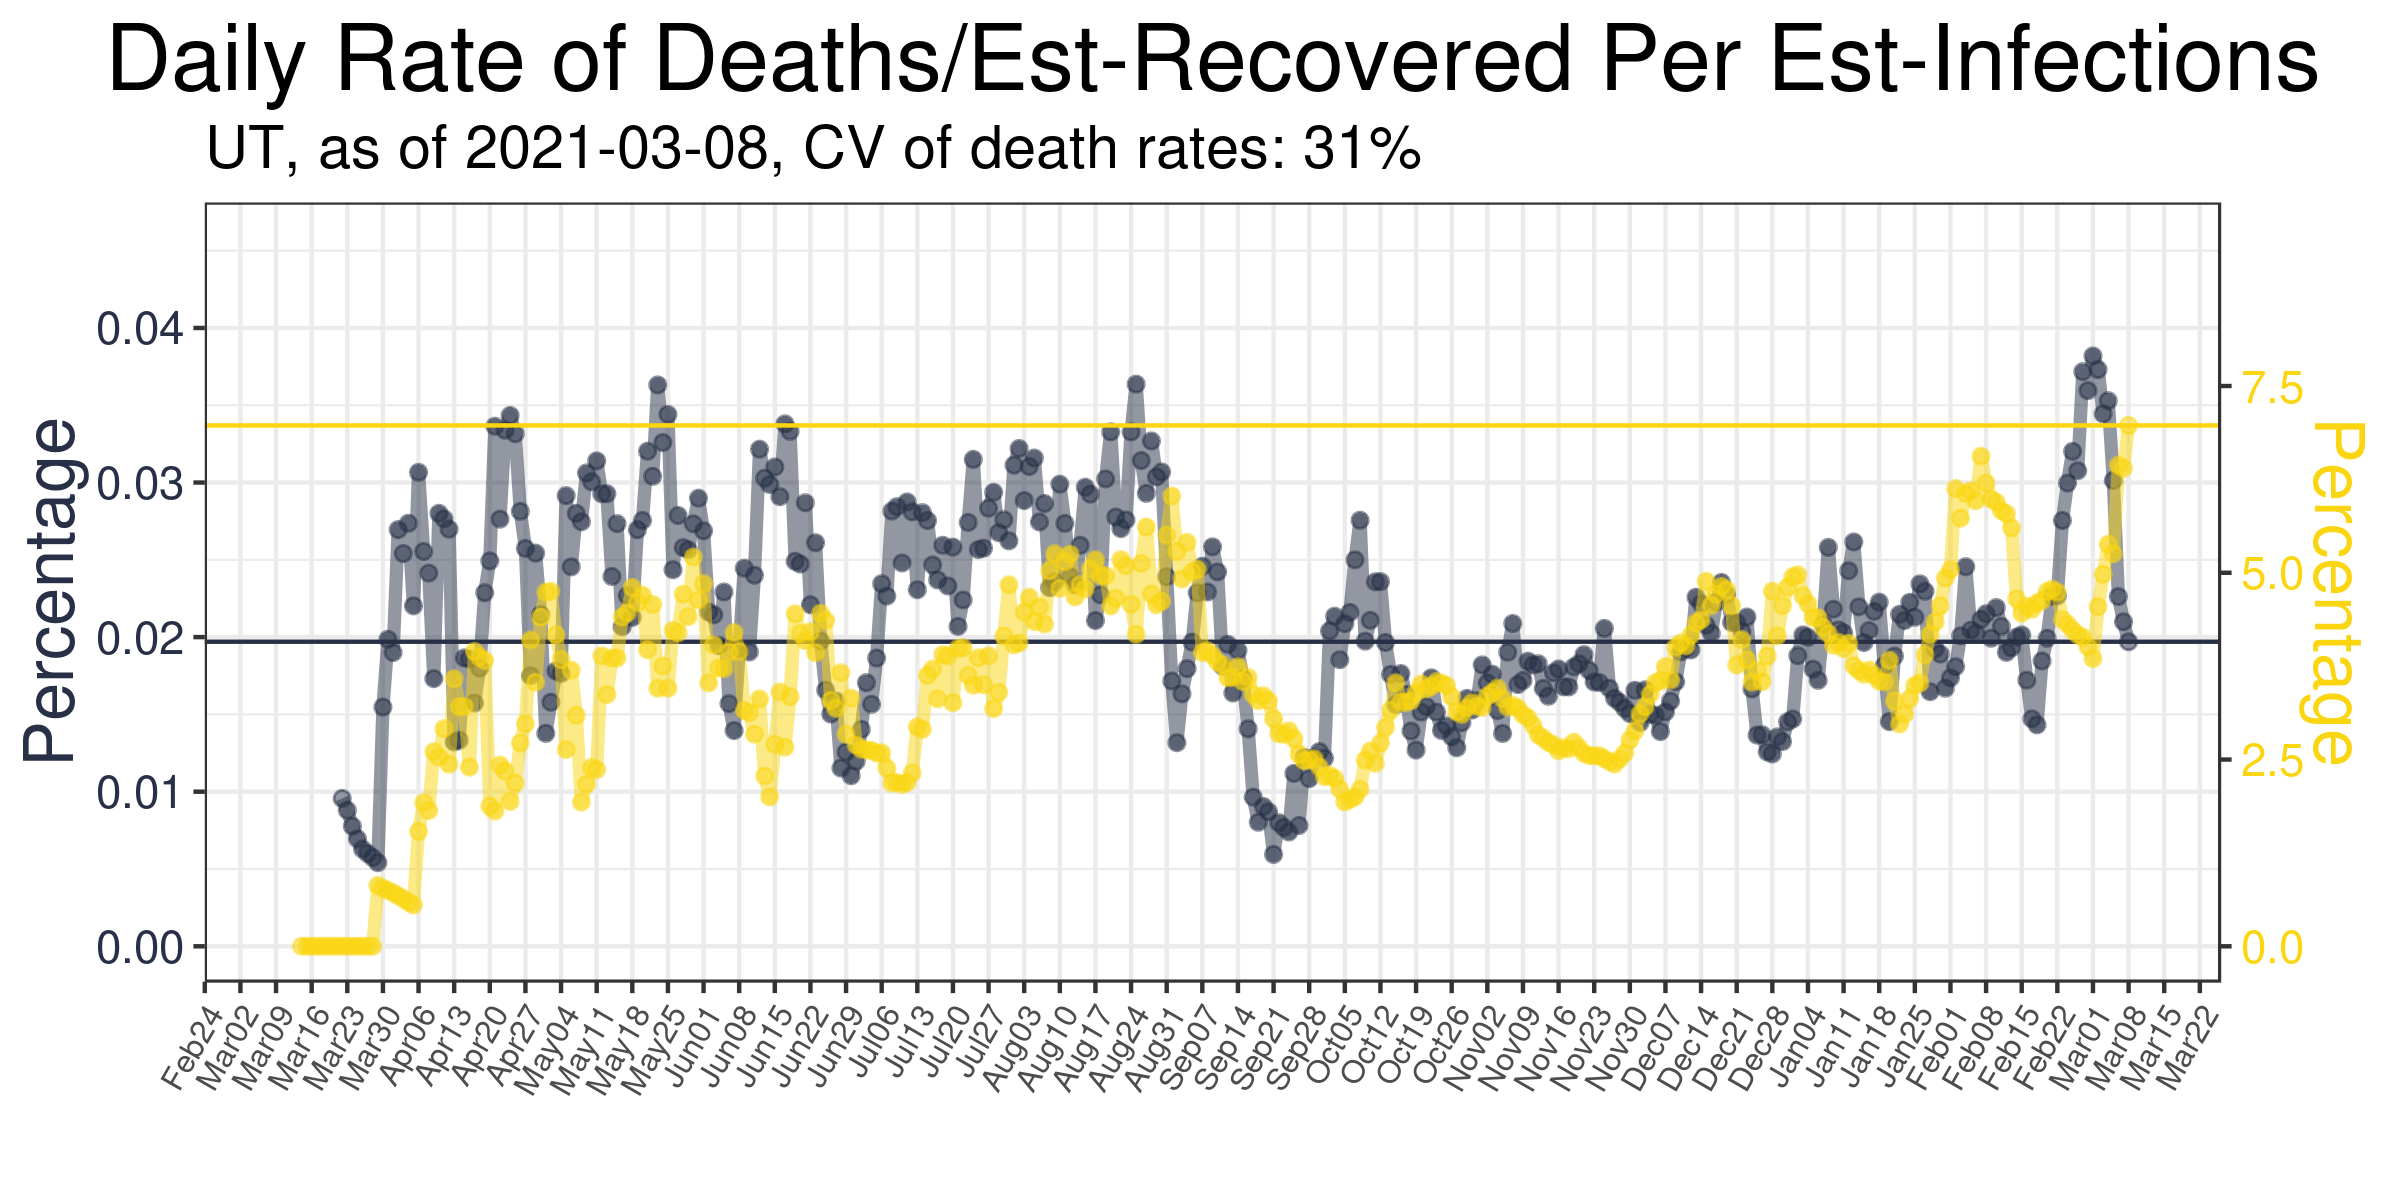 Daily Rate of Deaths/Est-Recovered Per Est-Infections
UT, as of 2021-03-08, CV of death rates: 31%
Percentage
0.04
0.03
0.02
0.01
0.00
7.5
5.0
2.5
0.0
Percentage
Feb24
Mar02
Mar09
Mar16
Mar23
Mar30
Apr06
Apr13
Apr20
Apr27
May04
May11
May18
May25
Jun01
Jun08
Jun15
Jun22
Jun29
Jul06
Jul13
Jul20
Jul27
Aug03
Aug10
Aug17
Aug24
Aug31
Sep07
Sep14
Sep21
Sep28
Oct05
Oct12
Oct19
Oct26
Nov02
Nov09
Nov16
Nov23
Nov30
Dec07
Dec14
Dec21
Dec28
Jan04
Jan11
Jan18
Jan25
Feb01
Feb08
Feb15
Feb22
Mar01
Mar08
Mar15
Mar22